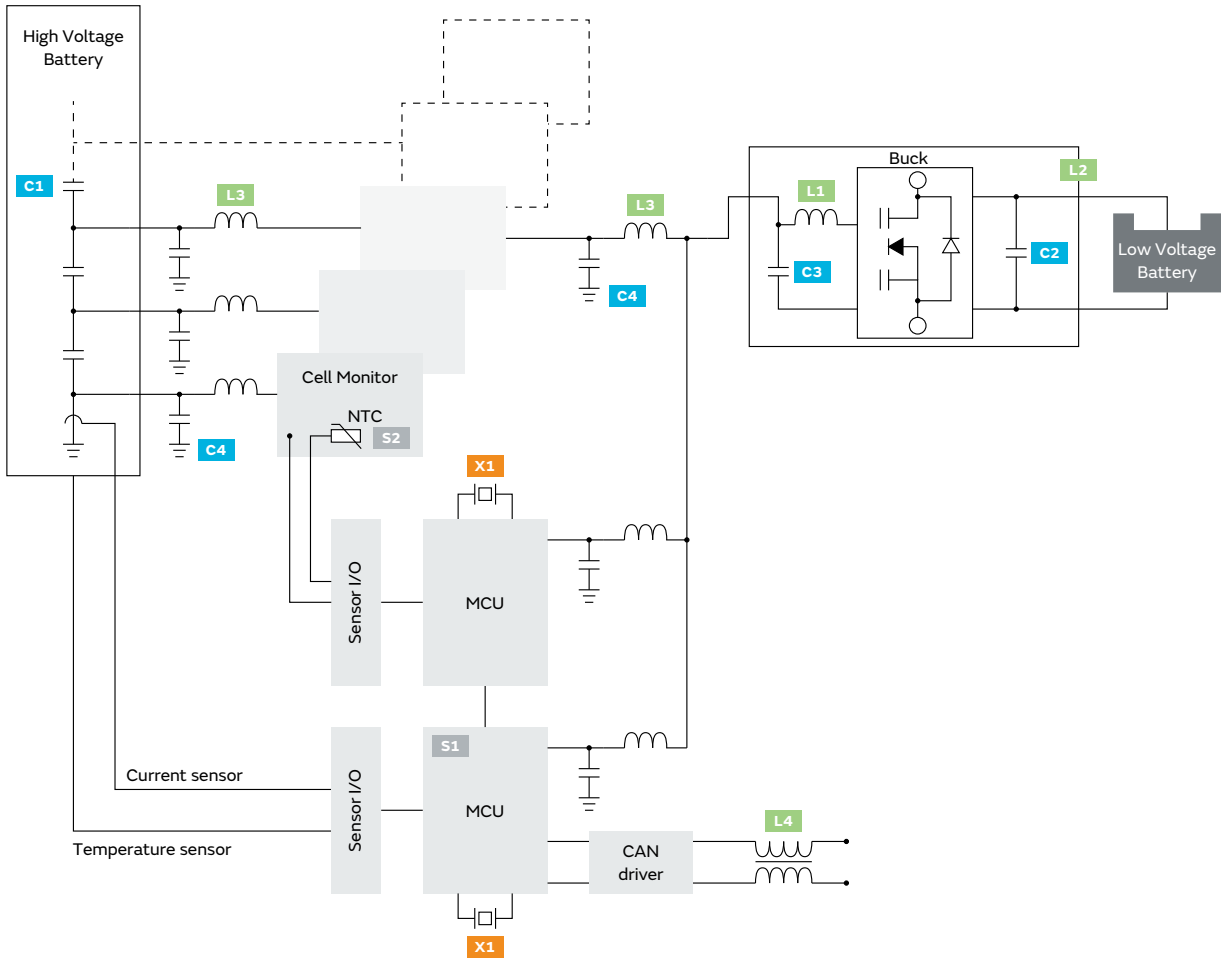 High Voltage
Battery
Buck
C1
L3
L3
L1
L2
C3
C2
Low Voltage
Battery
C4
Cell Monitor
NTC
S2
C4
X1
Sensor I/O
MCU
S1
Current sensor
Sensor I/O
MCU
Temperature sensor
L4
CAN
driver
X1